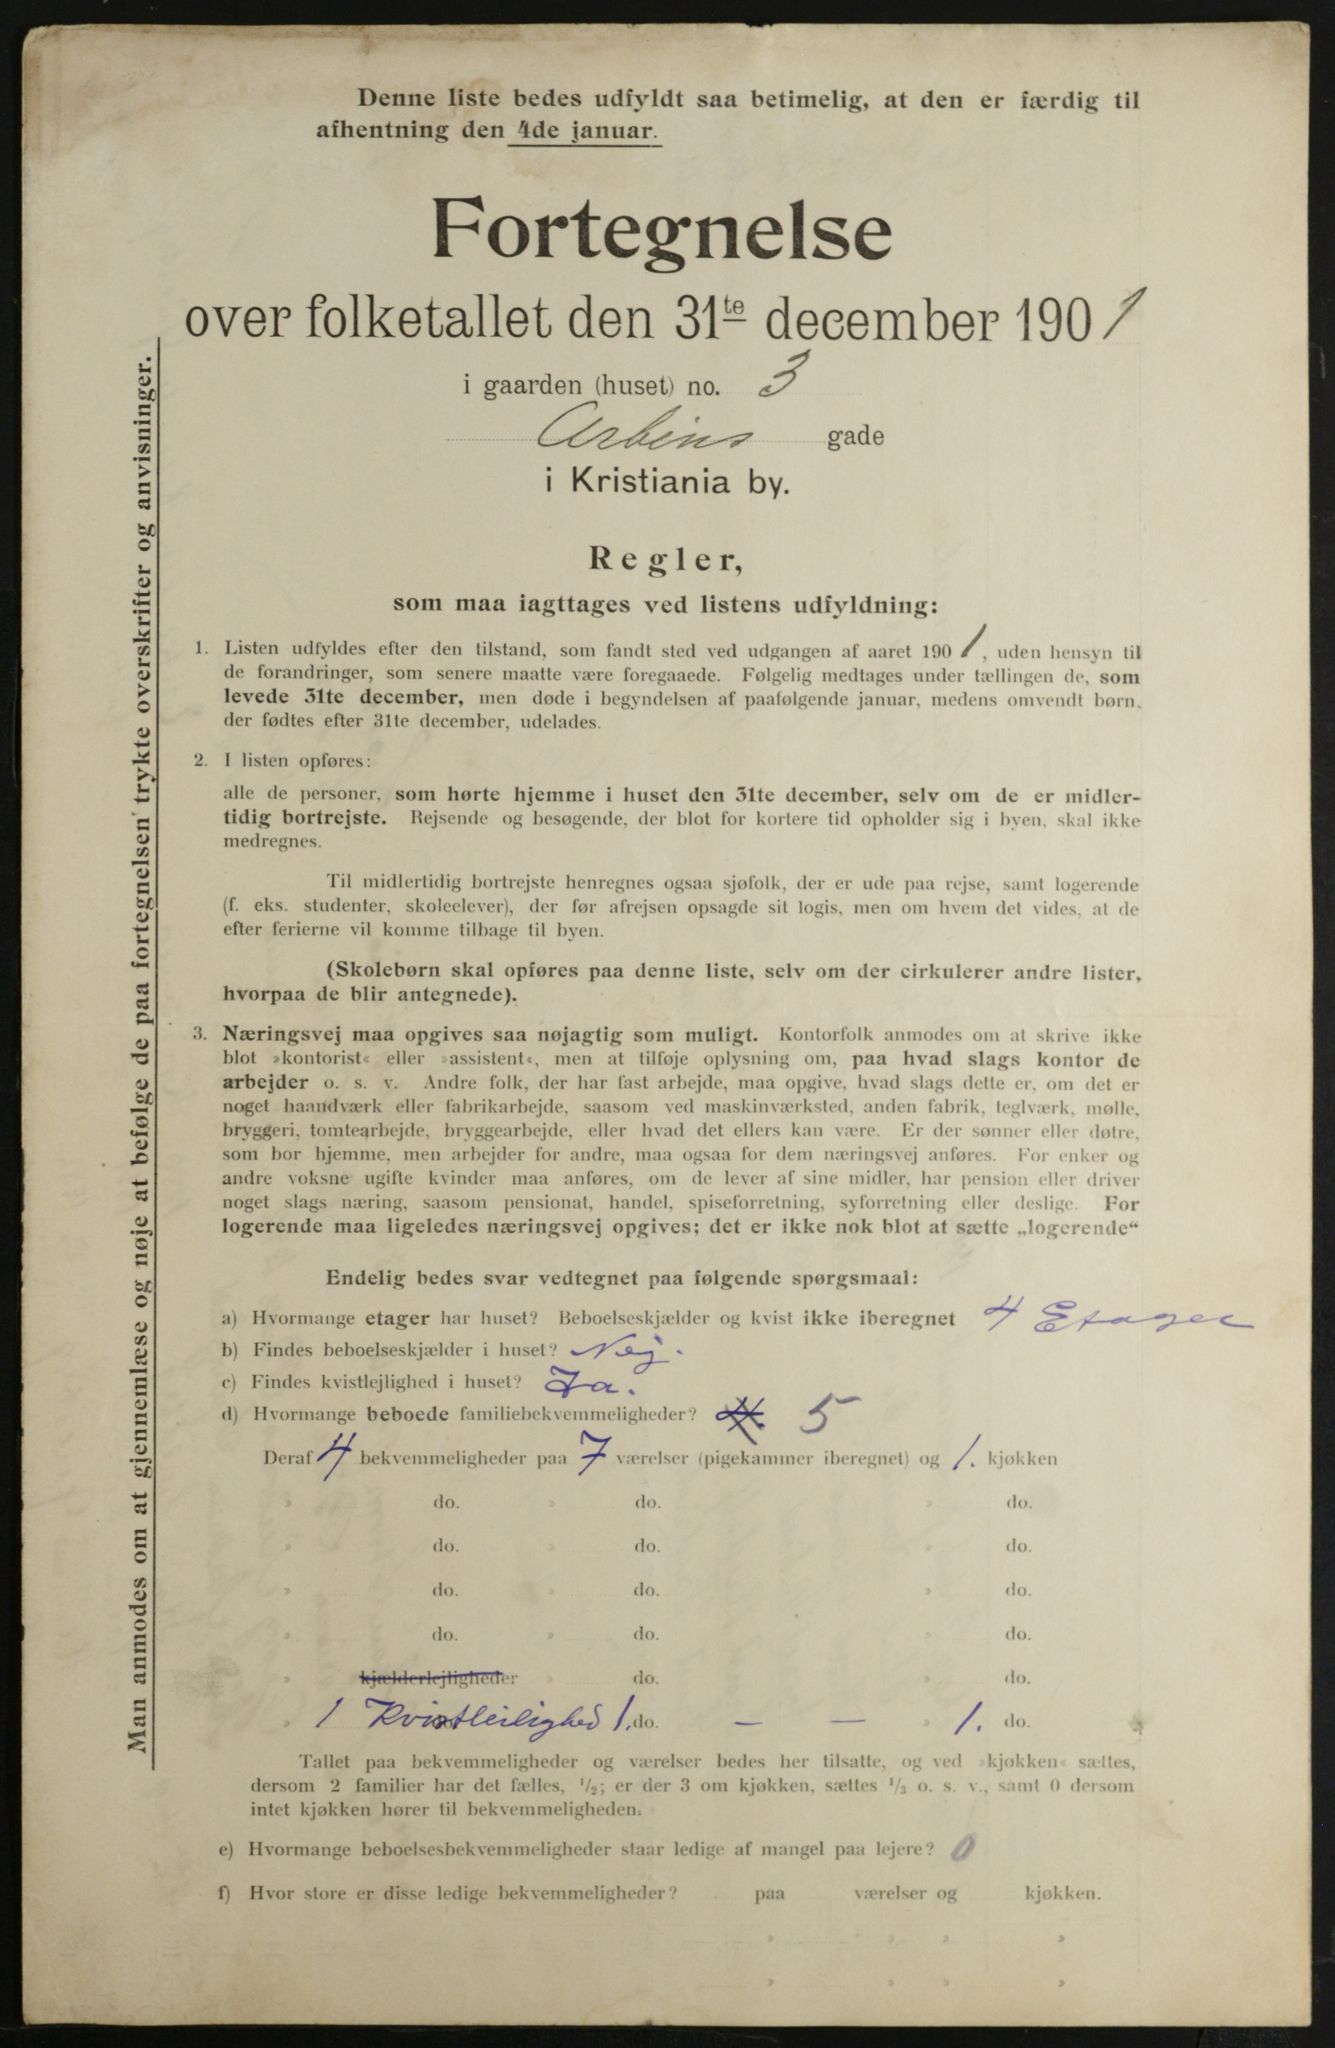 Denne liste bedes udfyldt saa betimelig, at den er færdig til
afhentning den 4de januar.
Fortegnelse
over folketallet den 31te december 1901
i gaarden (huset) no. 3
Arbins gade
i Kristiania by.
Regler,
som maa iagttages ved listens udfyldning:
1. Listen udfyldes efter den tilstand, som fandt sted ved udgangen af aaret 1901, uden hensyn til
de forandringer, som senere maatte være foregaaede. Følgelig medtages under tællingen de, som
levede 31te december, men døde i begyndelsen af paafølgende januar, medens omvendt børn,
der fødtes efter 31te december, udelades.
2. I listen opføres:
alle de personer, som hørte hjemme i huset den 31te december, selv om de er midler-
tidig bortrejste. Rejsende og besøgende, der blot for kortere tid opholder sig i byen, skal ikke
medregnes.
Til midlertidig bortrejste henregnes ogsaa sjøfolk, der er ude paa rejse, samt logerende
(f. eks. studenter, skoleelever), der før afrejsen opsagde sit logis, men om hvem det vides, at de
efter ferierne vil komme tilbage til byen.
(Skolebørn skal opføres paa denne liste, selv om der cirkulerer andre lister,
hvorpaa de blir antegnede).
3. Næringsvej maa opgives saa nøjagtig som muligt. Kontorfolk anmodes om at skrive ikke
blot »kontorist« eller »assistent«, men at tilføje oplysning om, paa hvad slags kontor de
arbejder o. s. v. Andre folk, der har fast arbejde, maa opgive, hvad slags dette er, om det er
noget haandværk eller fabrikarbejde, saasom ved maskinværksted, anden fabrik, teglværk, mølle,
bryggeri, tomtearbejde, bryggearbejde, eller hvad det ellers kan være. Er der sønner eller døtre,
som bor hjemme, men arbejder for andre, maa ogsaa for dem næringsvej anføres. For enker og
andre voksne ugifte kvinder maa anføres, om de lever af sine midler, har pension eller driver
noget slags næring, saasom pensionat, handel, spiseforretning, syforretning eller deslige. For
logerende maa ligeledes næringsvej opgives; det er ikke nok blot at sætte „logerende“
Endelig bedes svar vedtegnet paa følgende spørgsmaal:
a) Hvormange etager har huset? Beboelseskjælder og kvist ikke iberegnet 4 Etager
b) Findes beboelseskjælder i huset? Nej.
c) Findes kvistlejlighed i huset? Ja.
d) Hvormange beboede familiebekvemmeligheder? 4. 5
Deraf 4 bekvemmeligheder paa 7 værelser (pigekammer iberegnet) og 1. kjøkken
» do. » do. » do.
» do. » do. » do.
» do. » do. » do.
» do. » do. » do.
» kjælderlejligheder do. » do.
» 1 Kvistleilighed 1. do. — — » 1. do.
Tallet paa bekvemmeligheder og værelser bedes her tilsatte, og ved »kjøkken« sættes,
dersom 2 familier har det fælles, 1/2; er der 3 om kjøkken, sættes 1/3 o. s. v., samt 0 dersom
intet kjøkken hører til bekvemmeligheden.
e) Hvormange beboelsesbekvemmeligheder staar ledige af mangel paa lejere? 0
f) Hvor store er disse ledige bekvemmeligheder? paa værelser og kjøkken.
» » » »
» » » »
Man anmodes om at gjennemlæse og nøje at befølge de paa fortegnelsen trykte overskrifter og anvisninger.